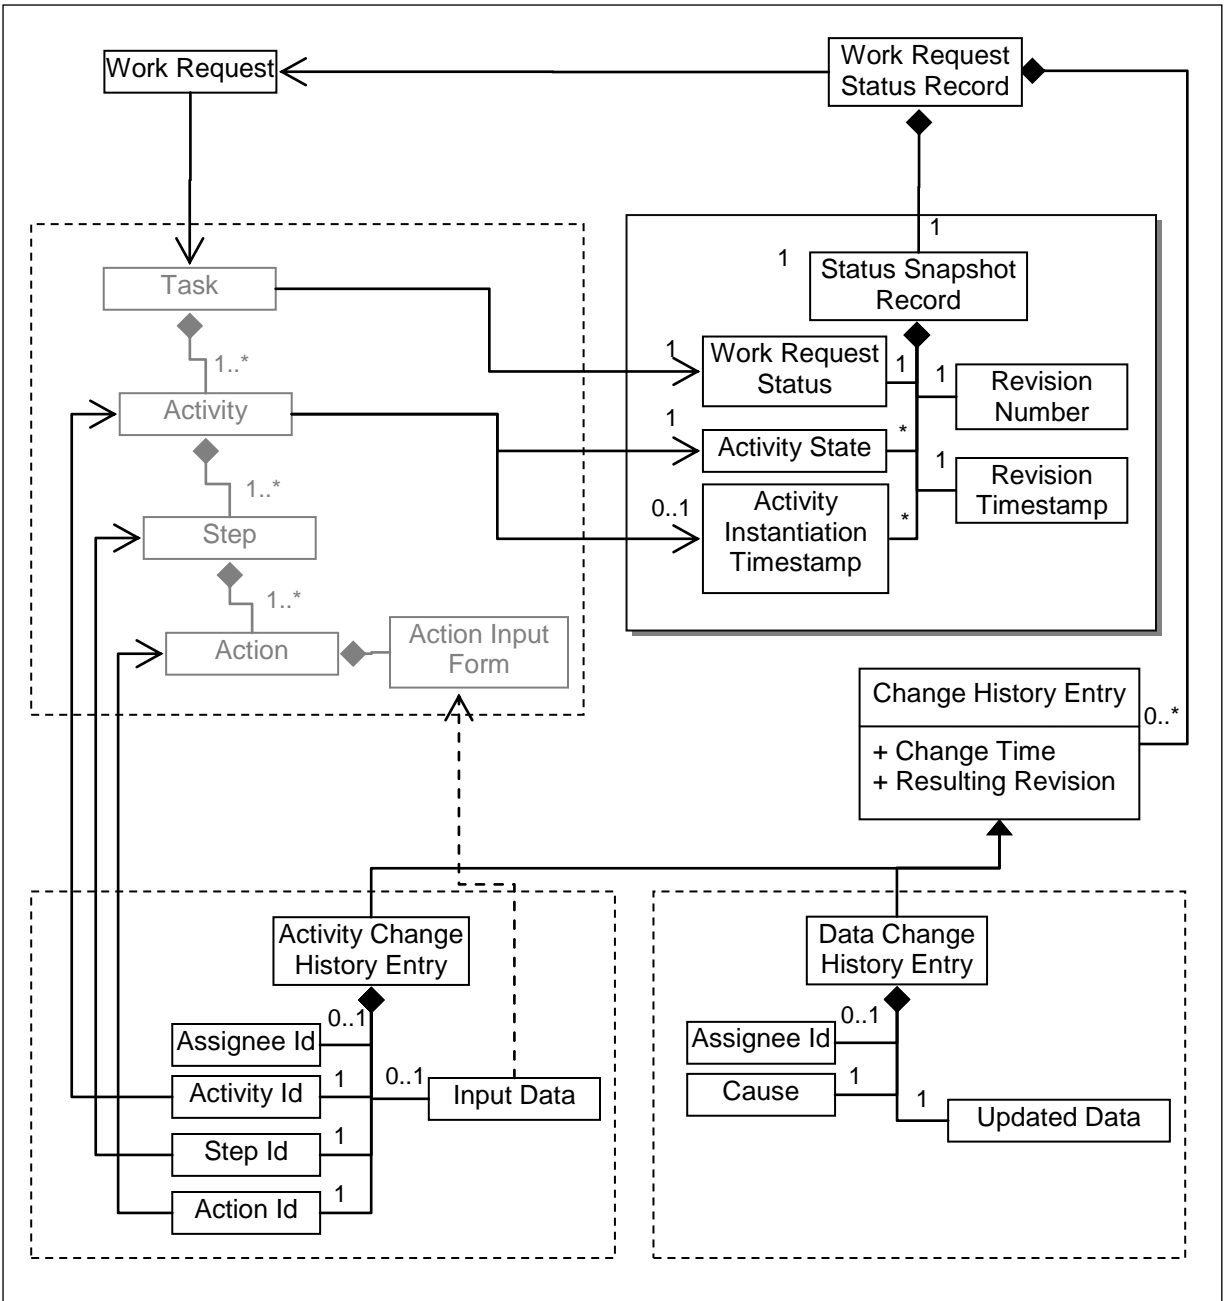 Work Request
Work Request
Status Record
1
1
Status Snapshot
Record
Task
1..*
1
Work Request
Status
1
1
Revision
Number
Activity
1
Activity State
*
1
Revision
Timestamp
1..*
0..1
Activity
Instantiation
Timestamp
*
Step
1..*
Action
Action Input
Form
Change History Entry
0..*
+ Change Time
+ Resulting Revision
Activity Change
History Entry
0..1
Assignee Id
Activity Id
1
0..1
Input Data
Step Id
1
Action Id
1
Data Change
History Entry
0..1
Assignee Id
Cause
1
1
Updated Data